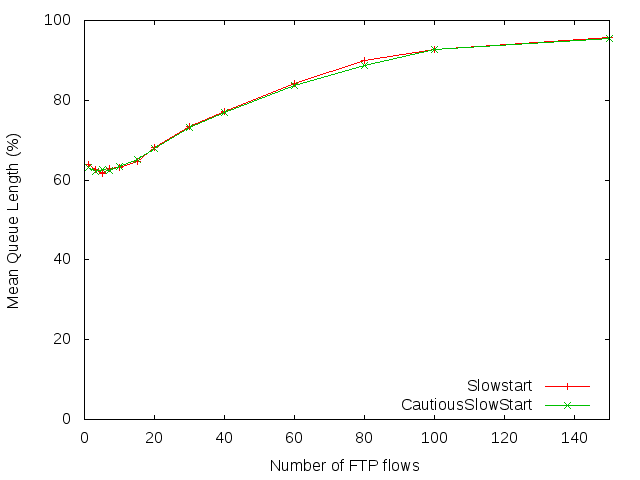 100
80
60
40
20
0
Mean Queue Length (%)
Slowstart
CautiousSlowStart
0 20 40 60 80 100 120 140
Number of FTP flows